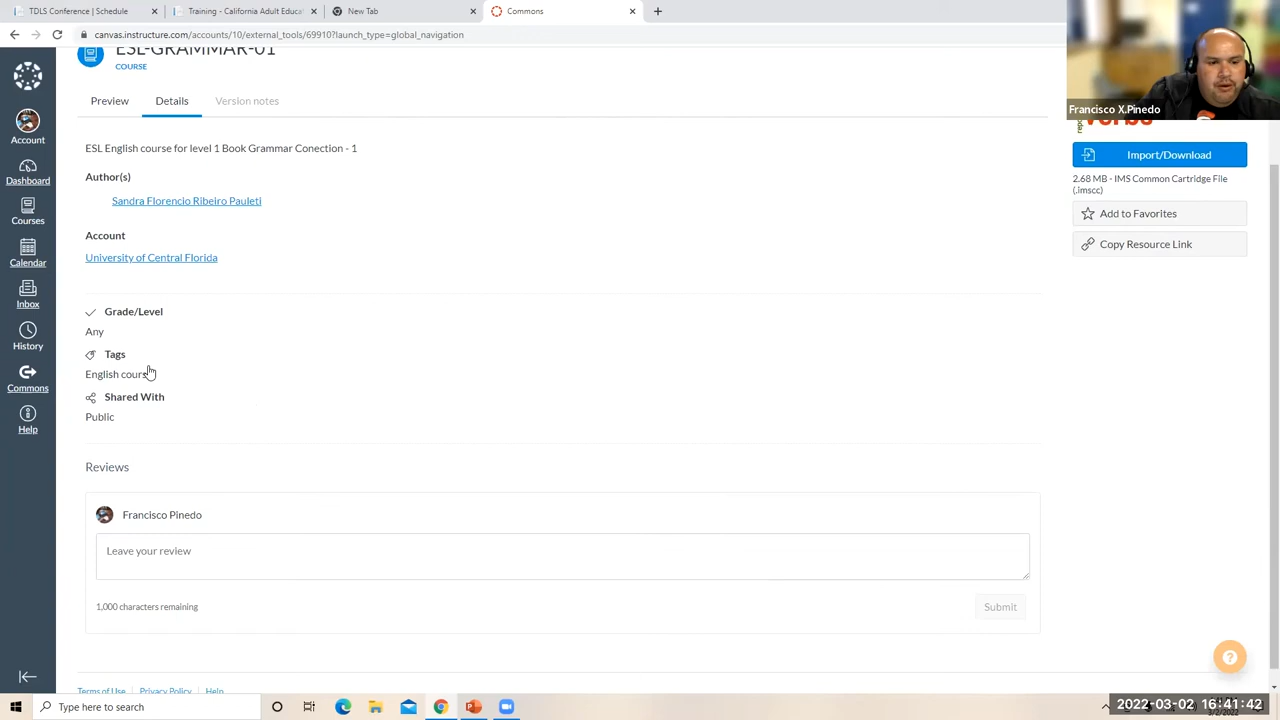 TDLS Conference | Schedule
Training - California Adult Educa
New Tab
Commons
canvas.instructure.com/accounts/10/external_tools/69910?launch_type=global_navigation
ESL-GRAMMAR-01
COURSE
Preview
Details
Version notes
ESL English course for level 1 Book Grammar Conection - 1
Author(s)
Sandra Florencio Ribeiro Pauleti
Account
University of Central Florida
Grade/Level
Any
Tags
English cours
Shared With
Public
Reviews
Francisco Pinedo
Leave your review
1,000 characters remaining
Submit
Terms of Use
Privacy Policy
Help
Account
Dashboard
Courses
Calendar
Inbox
History
Commons
Help
Francisco X.Pinedo
Import/Download
2.68 MB - IMS Common Cartridge File
(.imscc)
Add to Favorites
Copy Resource Link
?
Type here to search
2022-03-02 16:41:42